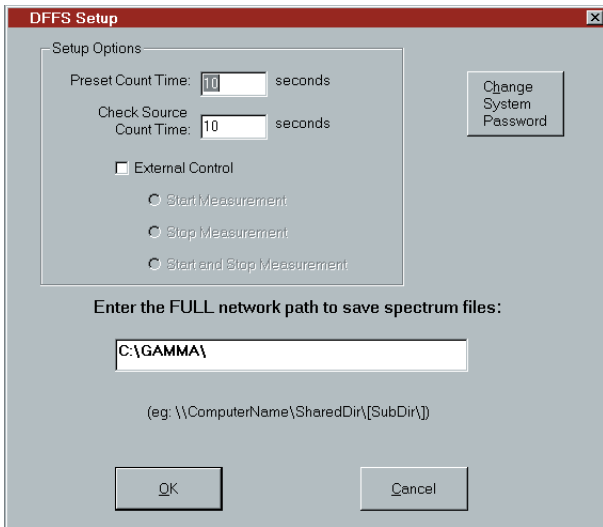 DFFS Setup
Setup Options
Preset Count Time: 10 seconds
Check Source
Count Time: 10 seconds
Change
System
Password
External Control
Start Measurement
Stop Measurement
Start and Stop Measurement
Enter the FULL network path to save spectrum files:
C:\GAMMA\
(eg: \\ComputerName\SharedDir\[SubDir\])
OK
Cancel